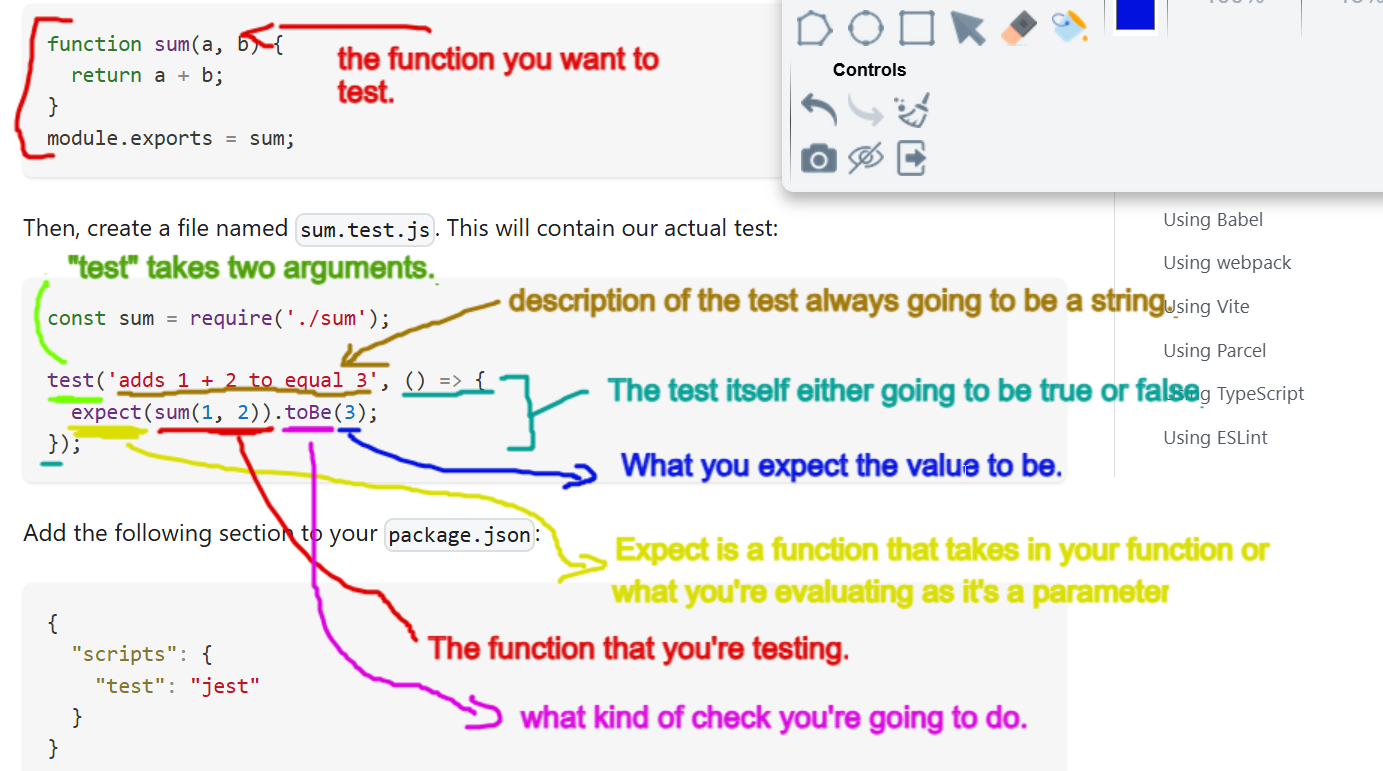 function sum(a, b) {
return a + b;
}
module.exports = sum;
the function you want to
test.
Controls
Then, create a file named sum.test.js. This will contain our actual test:
"test" takes two arguments.
const sum = require('./sum');
description of the test always going to be a string.
test('adds 1 + 2 to equal 3', () => {
expect(sum(1, 2)).toBe(3);
});
The test itself either going to be true or false
What you expect the value to be.
Add the following section to your package.json:
Expect is a function that takes in your function or
what you're evaluating as it's a parameter
{
"scripts": {
"test": "jest"
}
}
The function that you're testing.
what kind of check you're going to do.
Using Babel
Using webpack
Using Vite
Using Parcel
Using TypeScript
Using ESLint